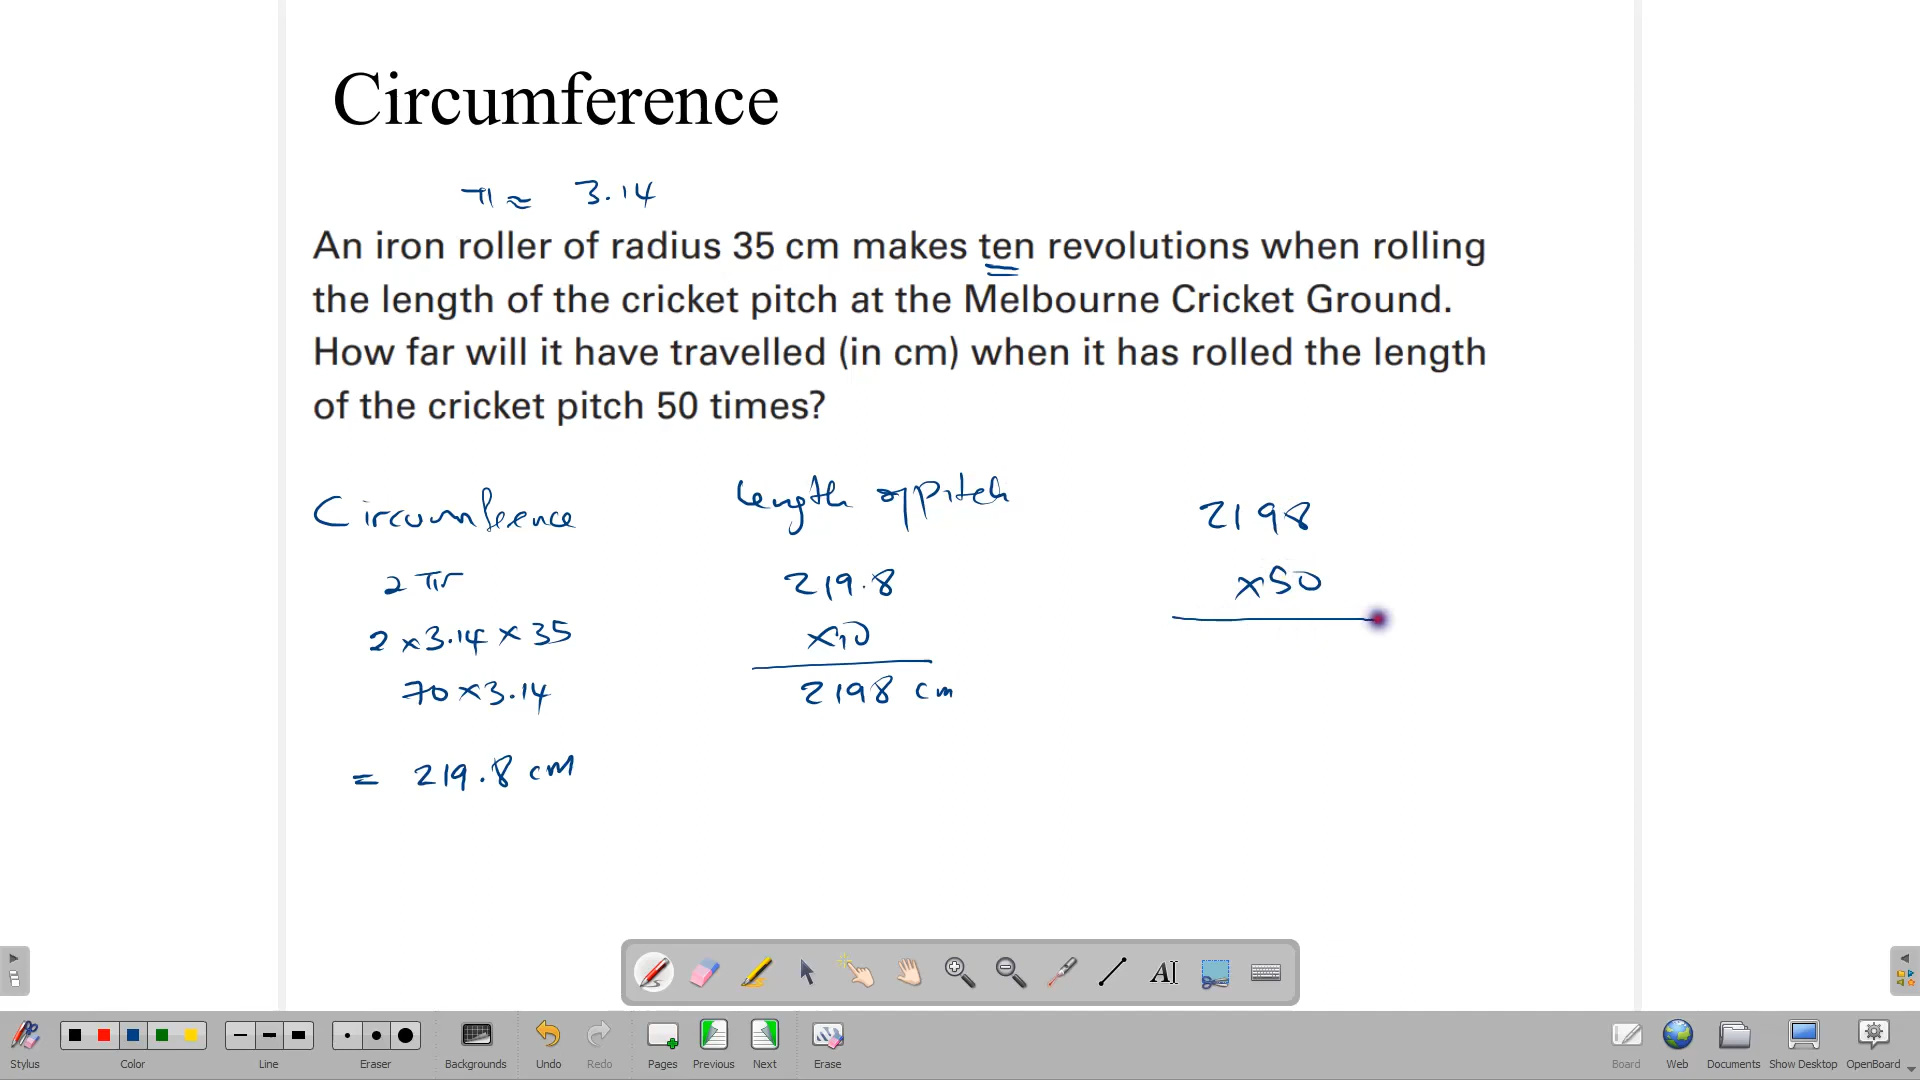 Circumference
π ≈ 3.14
An iron roller of radius 35 cm makes ten revolutions when rolling
the length of the cricket pitch at the Melbourne Cricket Ground.
How far will it have travelled (in cm) when it has rolled the length
of the cricket pitch 50 times?
Circumference
2πr
2 x 3.14 x 35
70 x 3.14
= 219.8 cm
Length of pitch
219.8
x10
2198 cm
2198
x50
AI
Stylus
Color
Line
Eraser
Backgrounds
Undo
Redo
Pages
Previous
Next
Erase
Board
Web
Documents
Show Desktop
OpenBoard